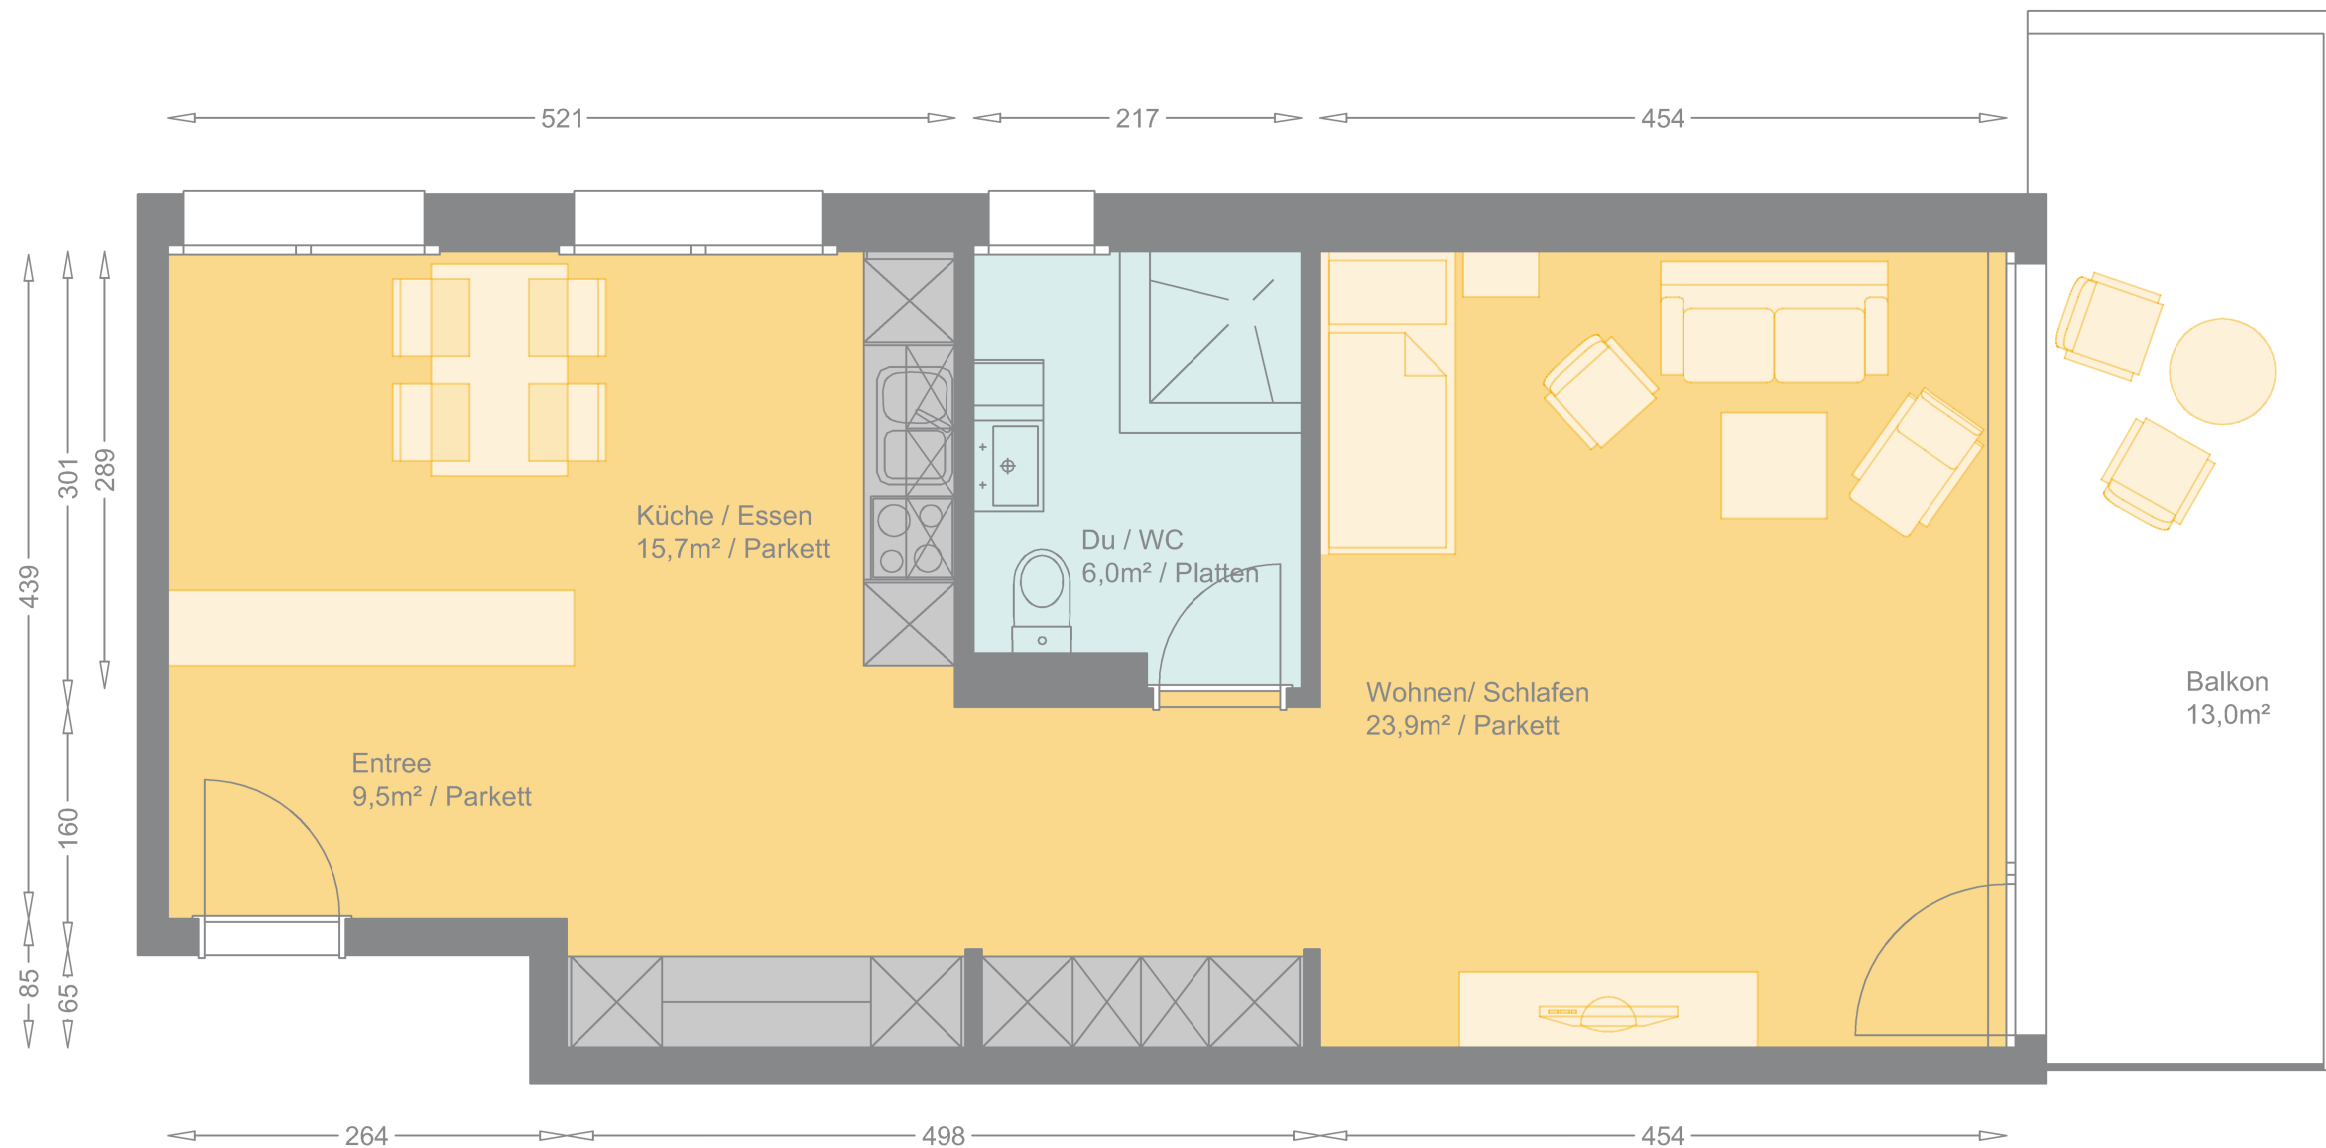 521
217
454
439
301
289
160
85
65
Küche / Essen
15,7m² / Parkett
Du / WC
6,0m² / Platten
Wohnen/ Schlafen
23,9m² / Parkett
Balkon
13,0m²
Entree
9,5m² / Parkett
264
498
454